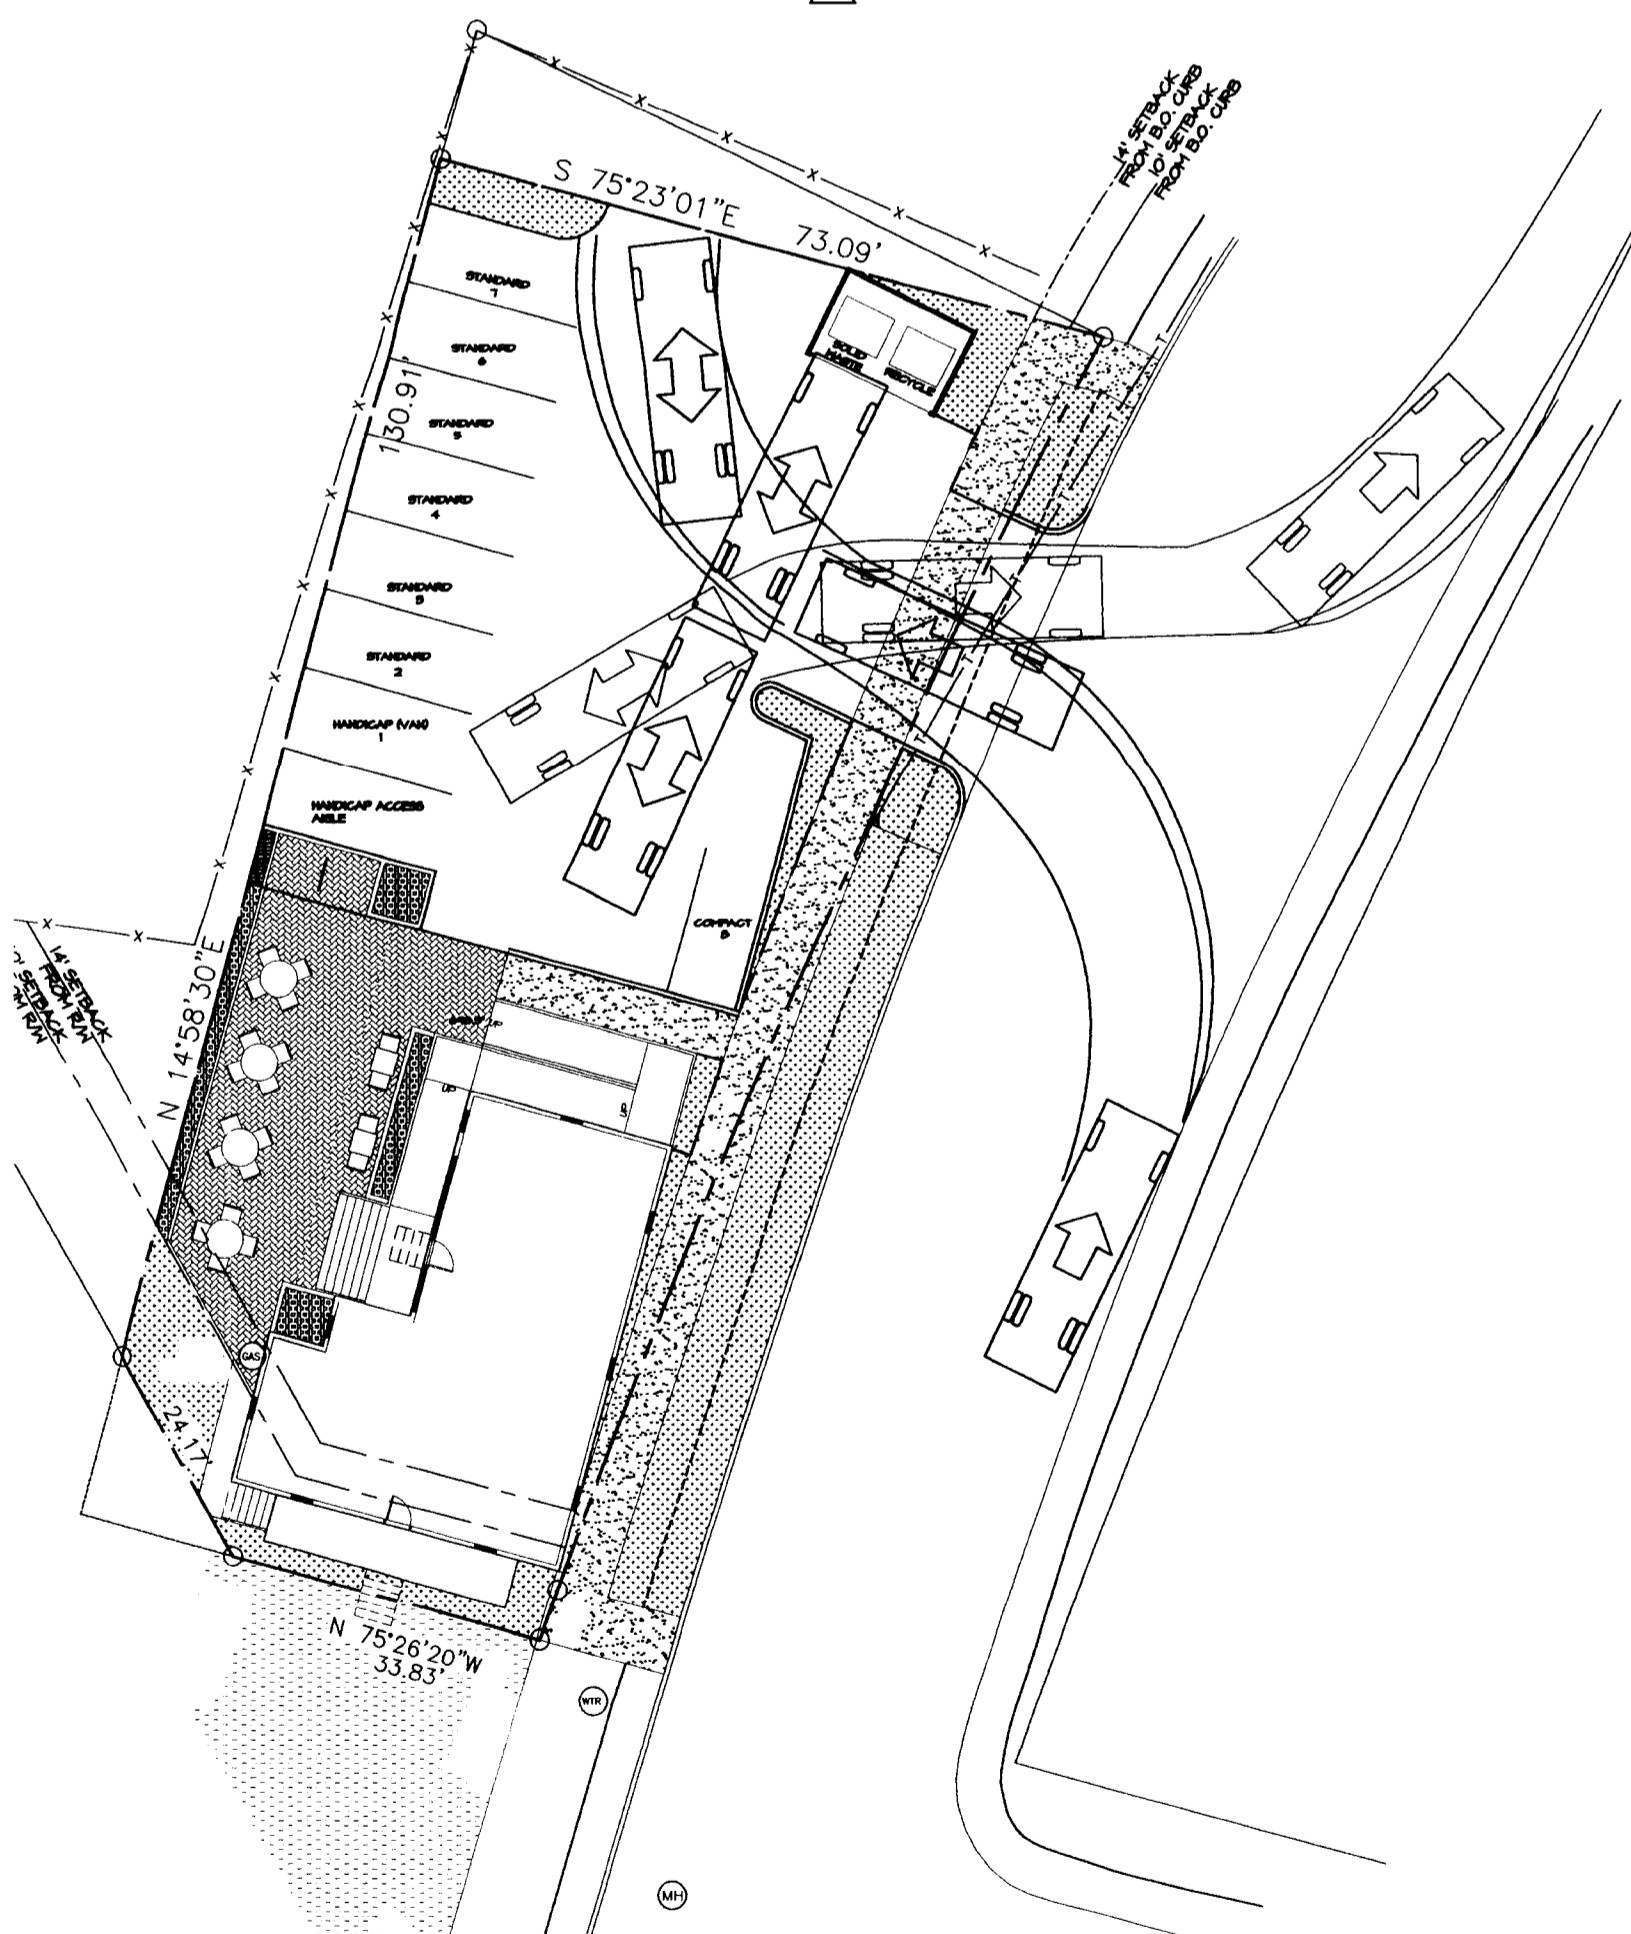 14' SETBACK
FROM B.O. CURB
10' SETBACK
FROM B.O. CURB
S 75°23'01"E
73.09'
STANDARD
7
STANDARD
6
STANDARD
5
STANDARD
4
STANDARD
STANDARD
2
HANDICAP (VAN)
1
HANDICAP ACCESS
AISLE
130.91'
SOLID
WASTE
RECYCLE
T
T
T
T
T
T
COMPACT
N 14°58'30"E
14' SETBACK
FROM R/W
SETBACK
R/W
UP
UP
UP
GAS
24.17'
N 75°26'20"W
33.83'
WTR
MH